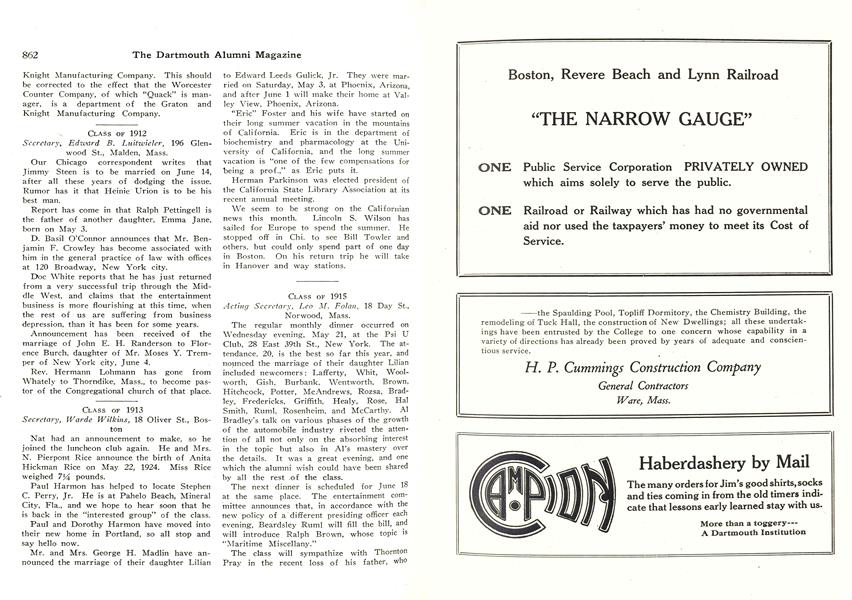 862
The Dartmouth Alumni Magazine
Knight Manufacturing Company. This should
be corrected to the effect that the Worcester
Counter Company, of which "Quack" is man-
ager, is a department of the Graton and
Knight Manufacturing Company.
Class of 1912
Secretary, Edward B. Luitwieler, 196 Glen-
wood St., Malden, Mass.
Our Chicago correspondent writes that
Jimmy Steen is to be married on June 14,
after all these years of dodging the issue.
Rumor has it that Heinie Urion is to be his
best man.
Report has come in that Ralph Pettingell is
the father of another daughter, Emma Jane,
born on May 3.
D. Basil O'Connor announces that Mr. Ben-
jamin F. Crowley has become associated with
him in the general practice of law with offices
at 120 Broadway, New York city.
Doc White reports that he has just returned
from a very successful trip through the Mid-
dle West, and claims that the entertainment
business is more flourishing at this time, when
the rest of us are suffering from business
depression, than it has been for some years.
Announcement has been received of the
marriage of John E. H. Randerson to Flor-
ence Burch, daughter of Mr. Moses Y. Trem-
per of New York city, June 4.
Rev. Hermann Lohmann has gone from
Whately to Thorndike, Mass., to become pas-
tor of the Congregational church of that place.
Class of 1913
Secretary, Warde Wilkins, 18 Oliver St., Bos-
ton
Nat had an announcement to make, so he
joined the luncheon club again. He and Mrs.
N. Pierpont Rice announce the birth of Anita
Hickman Rice on May 22, 1924. Miss Rice
weighed 7¼ pounds.
Paul Harmon has helped to locate Stephen
C. Perry, Jr. He is at Pahelo Beach, Mineral
City, Fla., and we hope to hear soon that he
is back in the "interested group" of the class.
Paul and Dorothy Harmon have moved into
their new home in Portland, so all stop and
say hello now.
Mr. and Mrs. George H. Madlin have an-
nounced the marriage of their daughter Lilian
to Edward Leeds Gulick, Jr. They were mar-
ried on Saturday, May 3, at Phoenix, Arizona,
and after June 1 will make their home at Val-
ley View, Phoenix, Arizona.
"Eric" Foster and his wife have started on
their long summer vacation in the mountains
of California. Eric is in the department of
biochemistry and pharmacology at the Uni-
versity of California, and the long summer
vacation is "one of the few compensations for
being a prof.," as Eric puts it.
Herman Parkinson was elected president of
the California State Library Association at its
recent annual meeting.
We seem to be strong on the Californian
news this month. Lincoln S. Wilson has
sailed for Europe to spend the summer. He
stopped off in Chi. to see Bill Towler and
others, but could only spend part of one day
in Boston. On his return trip he will take
in Hanover and way stations.
Class of 1915
Acting Secretary, Leo M. Folan, 18 Day St.,
Norwood, Mass.
The regular monthly dinner occurred on
Wednesday evening, May 21, at the Psi U
Club, 28 East 39th St., New York. The at-
tendance, 20, is the best so far this year, and
nounced the marriage of their daughter Lilian
included newcomers: Lafferty, Whit, Wool-
worth, Gish, Burbank, Wentworth, Brown,
Hitchcock, Potter, McAndrews, Rozsa, Brad-
ley, Fredericks, Griffith, Healy, Rose, Hal
Smith, Ruml, Rosenheim, and McCarthy. Al
Bradley's talk on various phases of the growth
of the automobile industry riveted the atten-
tion of all not only on the absorbing interest
in the topic but also in Al's mastery over
the details. It was a great evening, and one
which the alumni wish could have been shared
by all the rest of the class.
The next dinner is scheduled for June 18
at the same place. The entertainment com-
mittee announces that, in accordance with the
new policy of a different presiding officer each
evening, Beardsley Ruml will fill the bill, and
will introduce Ralph Brown, whose topic is
"Maritime Miscellany."
The class will sympathize with Thornton
Pray in the recent loss of his father, who
Boston, Revere Beach and Lynn Railroad
"THE NARROW GAUGE"
ONE Public Service Corporation PRIVATELY OWNED
which aims solely to serve the public.
ONE Railroad or Railway which has had no governmental
aid nor used the taxpayers' money to meet its Cost of
Service.
——the Spaulding Pool, Topliff Dormitory, the Chemistry Building, the
remodeling of Tuck Hall, the construction of New Dwellings; all these undertak-
ings have been entrusted by the College to one concern whose capability in a
variety of directions has already been proved by years of adequate and conscien-
tious service.
H. P. Cummings Construction Company
General Contractors
Ware, Mass.
CAMPION
Haberdashery by Mail
The many orders for Jim's good shirts, socks
and ties coming in from the old timers indi-
cate that lessons early learned stay with us.
More than a toggery---
A Dartmouth Institution